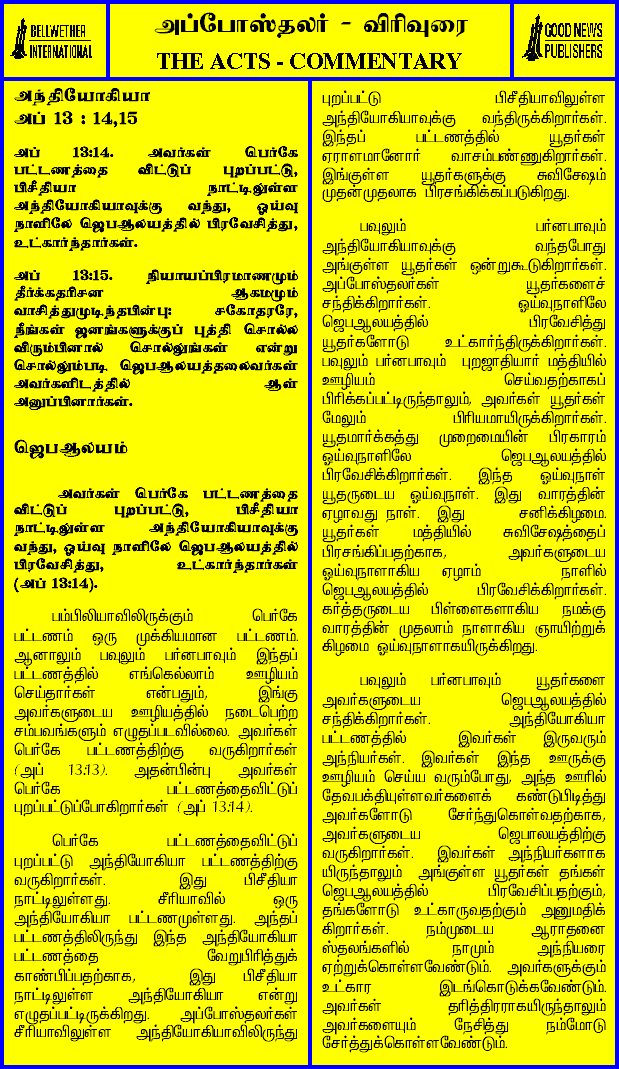 BELLWETHER
INTERNATIONAL
அப்போஸ்தலர் - விரிவுரை
THE ACTS - COMMENTARY
GOOD NEWS
PUBLISHERS
அந்தியோகியா
அப் 13 : 14,15
அப் 13:14. அவர்கள் பெர்கே
பட்டணத்தை விட்டுப் புறப்பட்டு,
பிசீதியா நாட்டிலுள்ள
அந்தியோகியாவுக்கு வந்து, ஓய்வு
நாளிலே ஜெபஆலயத்தில் பிரவேசித்து,
உட்கார்ந்தார்கள்.
அப் 13:15. நியாயப்பிரமாணமும்
தீர்க்கதரிசன ஆகமமும்
வாசித்துமுடிந்தபின்பு: சகோதரரே,
நீங்கள் ஜனங்களுக்குப் புத்தி சொல்ல
விரும்பினால் சொல்லுங்கள் என்று
சொல்லும்படி ஜெபஆலயத்தலைவர்கள்
அவர்களிடத்தில் ஆள்
அனுப்பினார்கள்.
ஜெபஆலயம்
அவர்கள் பெர்கே பட்டணத்தை
விட்டுப் புறப்பட்டு, பிசீதியா
நாட்டிலுள்ள அந்தியோகியாவுக்கு
வந்து, ஓய்வு நாளிலே ஜெபஆலயத்தில்
பிரவேசித்து, உட்கார்ந்தார்கள்
(அப் 13:14).
பம்பிலியாவிலிருக்கும் பெர்கே
பட்டணம் ஒரு முக்கியமான பட்டணம்.
ஆனாலும் பவுலும் பர்னபாவும் இந்தப்
பட்டணத்தில் எங்கெல்லாம் ஊழியம்
செய்தார்கள் என்பதும், இங்கு
அவர்களுடைய ஊழியத்தில் நடைபெற்ற
சம்பவங்களும் எழுதப்படவில்லை. அவர்கள்
பெர்கே பட்டணத்திற்கு வருகிறார்கள்
(அப் 13:13). அதன்பின்பு அவர்கள்
பெர்கே பட்டணத்தைவிட்டுப்
புறப்பட்டுப்போகிறார்கள் (அப் 13:14).
பெர்கே பட்டணத்தைவிட்டுப்
புறப்பட்டு அந்தியோகியா பட்டணத்திற்கு
வருகிறார்கள். இது பிசீதியா
நாட்டிலுள்ளது. சீரியாவில் ஒரு
அந்தியோகியா பட்டணமுள்ளது. அந்தப்
பட்டணத்திலிருந்து இந்த அந்தியோகியா
பட்டணத்தை வேறுபிரித்துக்
காண்பிப்பதற்காக, இது பிசீதியா
நாட்டிலுள்ள அந்தியோகியா என்று
எழுதப்பட்டிருக்கிறது. அப்போஸ்தலர்கள்
சீரியாவிலுள்ள அந்தியோகியாவிலிருந்து
புறப்பட்டு பிசீதியாவிலுள்ள
அந்தியோகியாவுக்கு வந்திருக்கிறார்கள்.
இந்தப் பட்டணத்தில் யூதர்கள்
ஏராளமானோர் வாசம்பண்ணுகிறார்கள்.
இங்குள்ள யூதர்களுக்கு சுவிசேஷம்
முதன்முதலாக பிரசங்கிக்கப்படுகிறது.
பவுலும் பர்னபாவும்
அந்தியோகியாவுக்கு வந்தபோது
அங்குள்ள யூதர்கள் ஒன்றுகூடுகிறார்கள்.
அப்போஸ்தலர்கள் யூதர்களைச்
சந்திக்கிறார்கள். ஓய்வுநாளிலே
ஜெபஆலயத்தில் பிரவேசித்து
யூதர்களோடு உட்கார்ந்திருக்கிறார்கள்.
பவுலும் பர்னபாவும் புறஜாதியார் மத்தியில்
ஊழியம் செய்வதற்காகப்
பிரிக்கப்பட்டிருந்தாலும், அவர்கள் யூதர்கள்
மேலும் பிரியமாயிருக்கிறார்கள்.
யூதமார்க்கத்து முறைமையின் பிரகாரம்
ஓய்வுநாளிலே ஜெபஆலயத்தில்
பிரவேசிக்கிறார்கள். இந்த ஓய்வுநாள்
யூதருடைய ஓய்வுநாள். இது வாரத்தின்
ஏழாவது நாள். இது சனிக்கிழமை.
யூதர்கள் மத்தியில் சுவிசேஷத்தைப்
பிரசங்கிப்பதற்காக, அவர்களுடைய
ஓய்வுநாளாகிய ஏழாம் நாளில்
ஜெபஆலயத்தில் பிரவேசிக்கிறார்கள்.
கர்த்தருடைய பிள்ளைகளாகிய நமக்கு
வாரத்தின் முதலாம் நாளாகிய ஞாயிற்றுக்
கிழமை ஓய்வுநாளாகயிருக்கிறது.
பவுலும் பர்னபாவும் யூதர்களை
அவர்களுடைய ஜெபஆலயத்தில்
சந்திக்கிறார்கள். அந்தியோகியா
பட்டணத்தில் இவர்கள் இருவரும்
அந்நியர்கள். இவர்கள் இந்த ஊருக்கு
ஊழியம் செய்ய வரும்போது, அந்த ஊரில்
தேவபக்தியுள்ளவர்களைக் கண்டுபிடித்து
அவர்களோடு சேர்ந்துகொள்வதற்காக,
அவர்களுடைய ஜெபாலயத்திற்கு
வருகிறார்கள். இவர்கள் அந்நியர்களாக
யிருந்தாலும் அங்குள்ள யூதர்கள் தங்கள்
ஜெபஆலயத்தில் பிரவேசிப்பதற்கும்,
தங்களோடு உட்காருவதற்கும் அனுமதிக்
கிறார்கள். நம்முடைய ஆராதனை
ஸ்தலங்களில் நாமும் அந்நியரை
ஏற்றுக்கொள்ளவேண்டும். அவர்களுக்கும்
உட்கார இடங்கொடுக்கவேண்டும்.
அவர்கள் தரித்திரராகயிருந்தாலும்
அவர்களையும் நேசித்து நம்மோடு
சேர்த்துக்கொள்ளவேண்டும்.